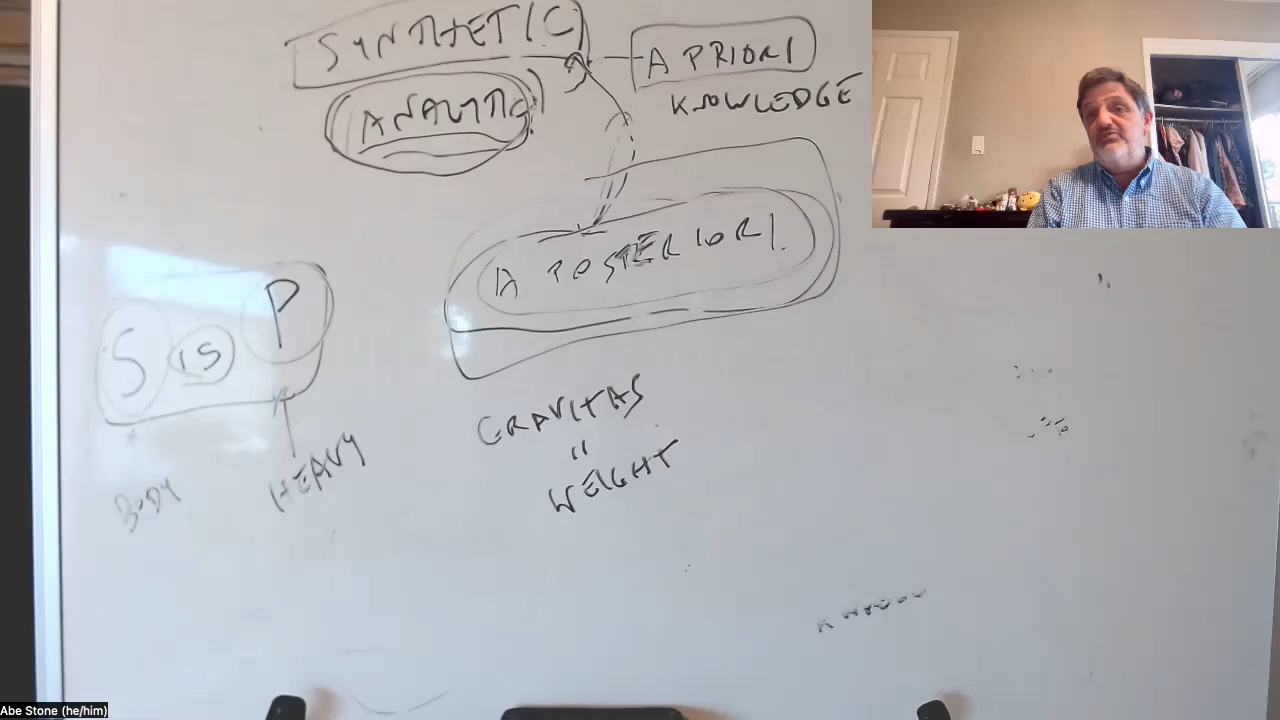 SYNTHETIC
A PRIORI
ANALYTIC
KNOWLEDGE
A POSTERIORI
S is P
BODY
HEAVY
GRAVITAS
"
WEIGHT
Abe Stone (he/him)